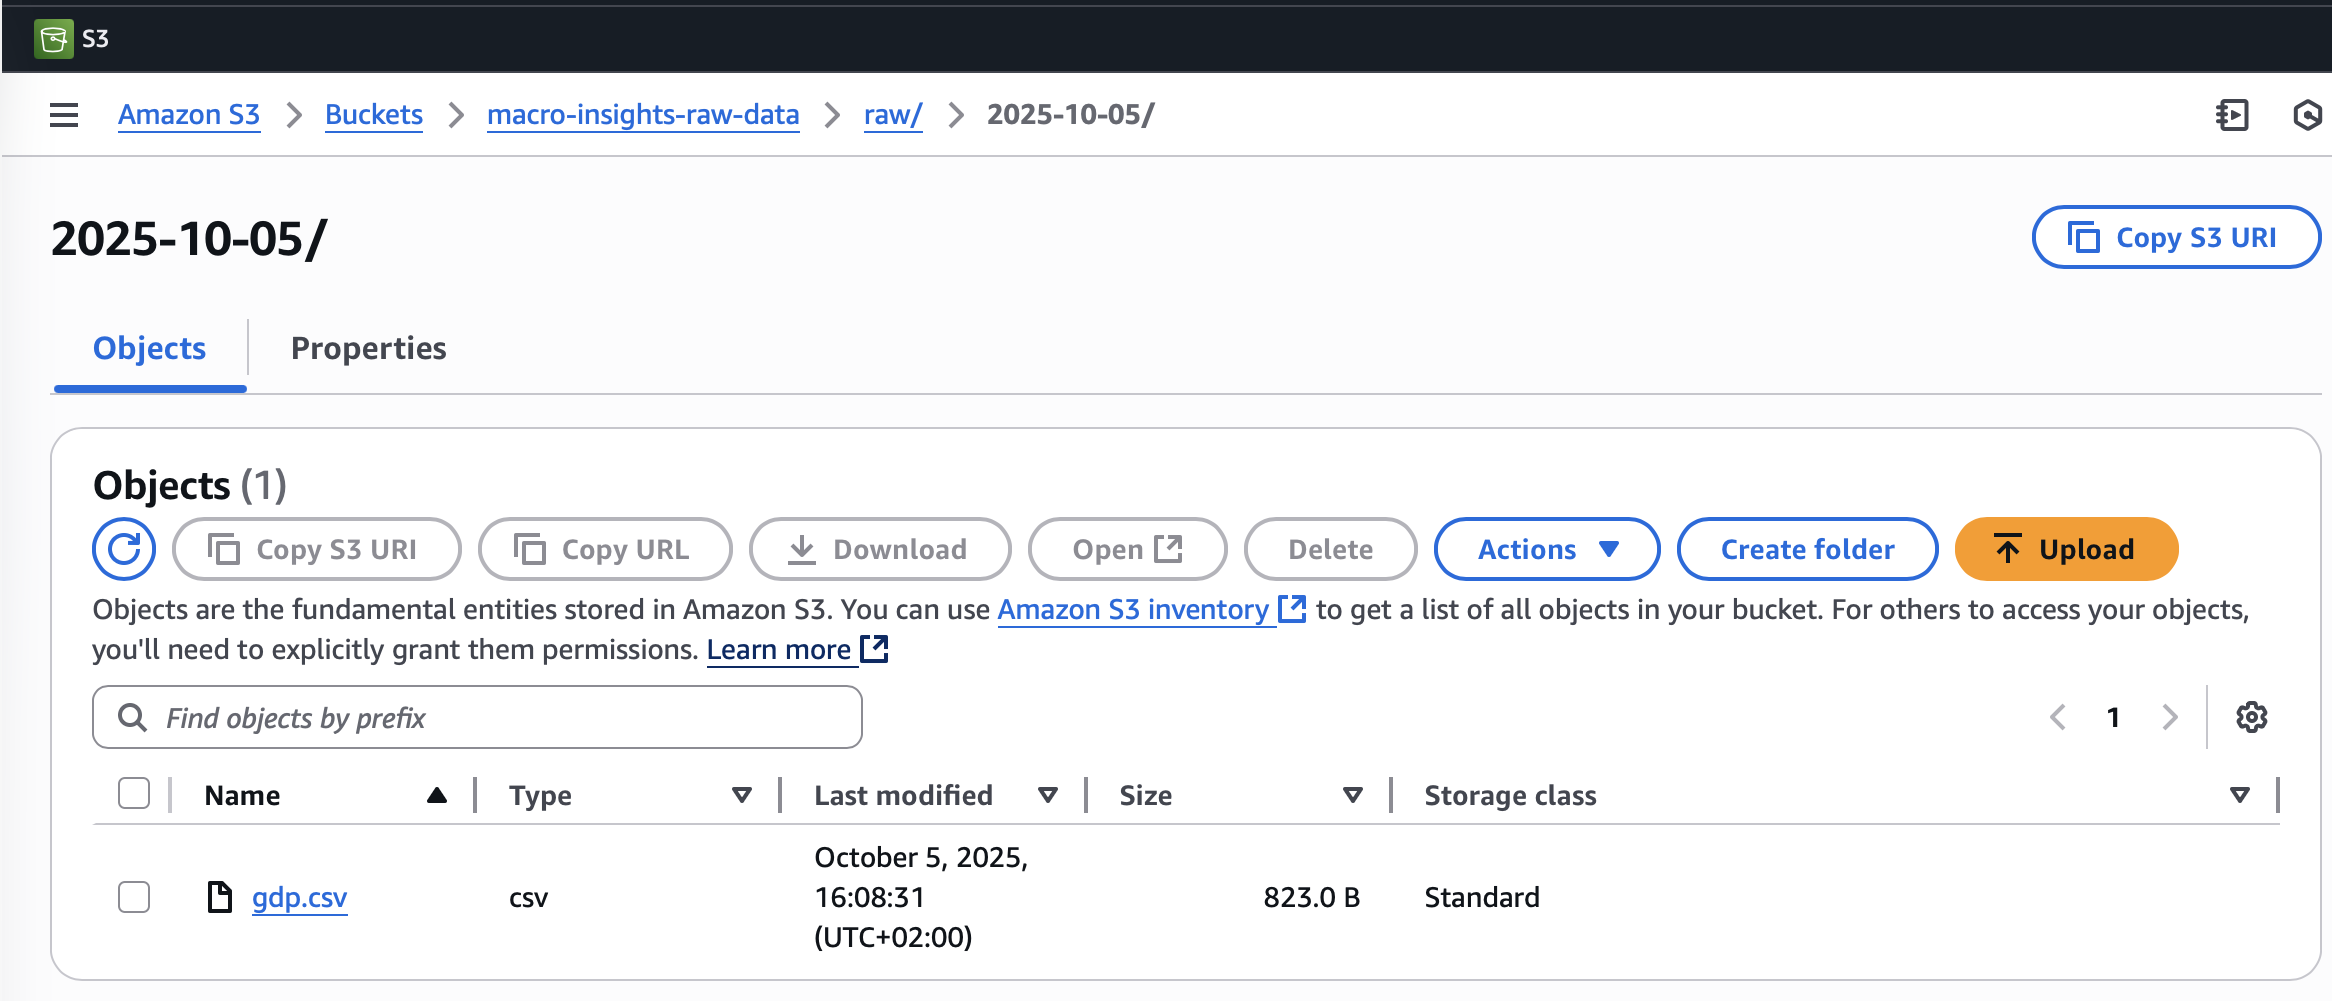 S3
Amazon S3 > Buckets > macro-insights-raw-data > raw/ > 2025-10-05/
2025-10-05/
Copy S3 URI
Objects
Properties
Objects (1)
Copy S3 URI
Copy URL
Download
Open
Delete
Actions
Create folder
Upload
Objects are the fundamental entities stored in Amazon S3. You can use Amazon S3 inventory to get a list of all objects in your bucket. For others to access your objects,
you'll need to explicitly grant them permissions. Learn more
Find objects by prefix
1
Name
Type
Last modified
Size
Storage class
gdp.csv
csv
October 5, 2025,
16:08:31
(UTC+02:00)
823.0 B
Standard